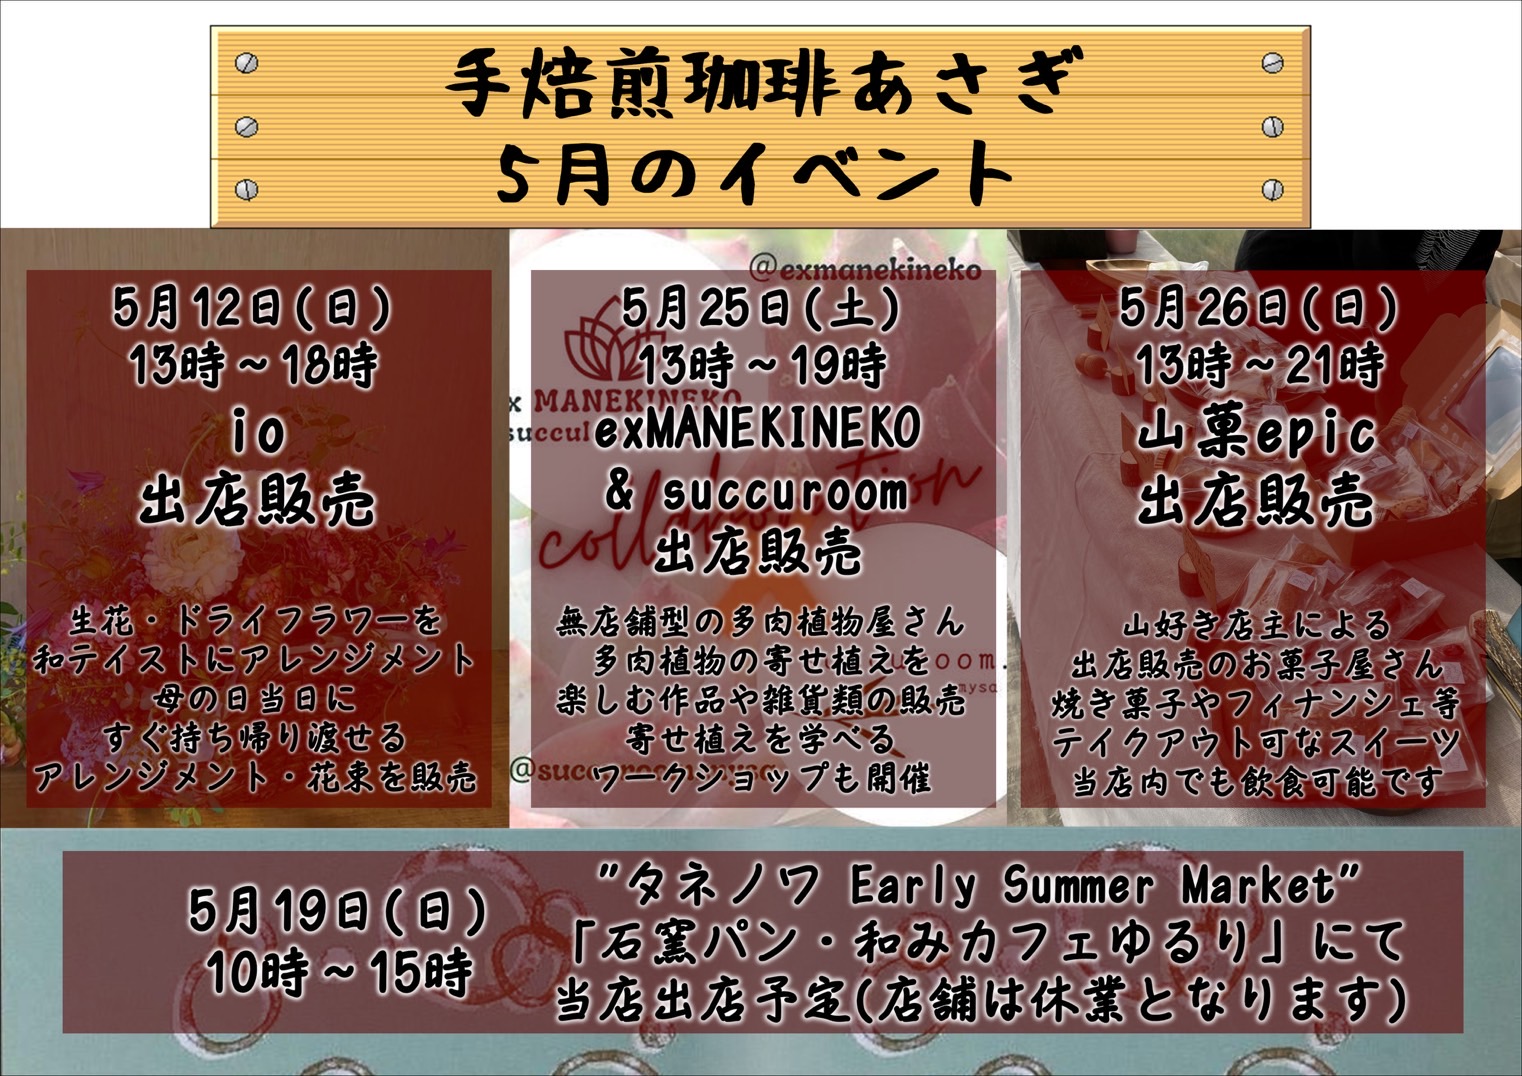 手焙煎珈琲あさぎ
5月のイベント
5月12日(日)
13時～18時
io
出店販売
生花・ドライフラワーを
和テイストにアレンジメント
母の日当日に
すぐ持ち帰り渡せる
アレンジメント・花束を販売
@exmanekineko
5月25日(土)
13時～19時
x MANEKINEKO
exMANEKINEKO
& succuroom
collaboration
出店販売
無店舗型の多肉植物屋さん
多肉植物の寄せ植えを
楽しむ作品や雑貨類の販売
寄せ植えを学べる
ワークショップも開催
5月26日(日)
13時～21時
山菓epic
出店販売
山好き店主による
出店販売のお菓子屋さん
焼き菓子やフィナンシェ等
テイクアウト可なスイーツ
当店内でも飲食可能です
5月19日(日)
10時～15時
"タネノワ Early Summer Market"
「石窯パン・和みカフェゆるり」にて
当店出店予定(店舗は休業となります)